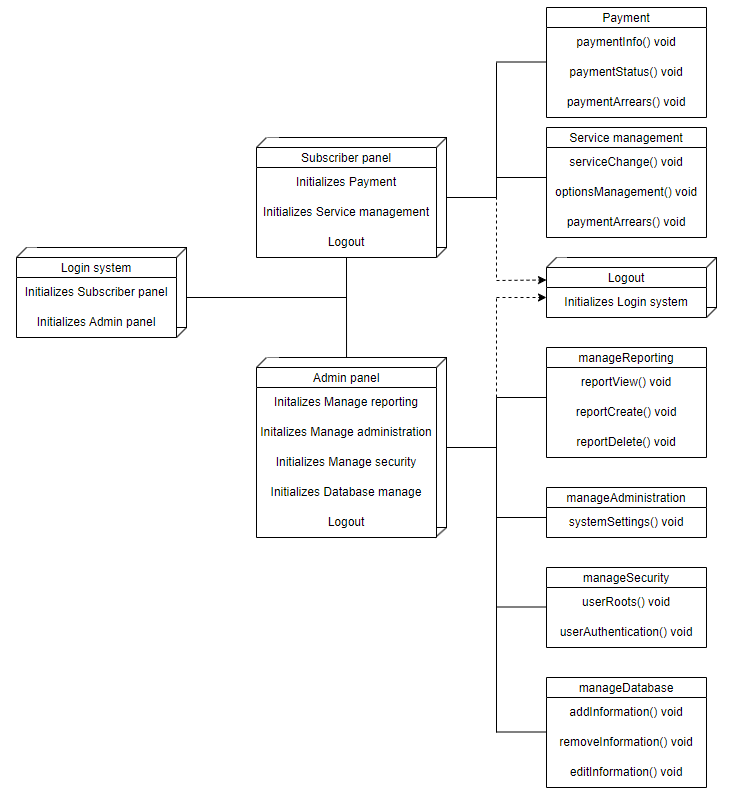 Payment
paymentInfo() void
paymentStatus() void
paymentArrears() void
Service management
serviceChange() void
optionsManagement() void
paymentArrears() void
Subscriber panel
Initializes Payment
Initializes Service management
Logout
Login system
Initializes Subscriber panel
Initializes Admin panel
Logout
Initializes Login system
Admin panel
Initalizes Manage reporting
Initalizes Manage administration
Initializes Manage security
Initializes Database manage
Logout
manageReporting
reportView() void
reportCreate() void
reportDelete() void
manageAdministration
systemSettings() void
manageSecurity
userRoots() void
userAuthentication() void
manageDatabase
addInformation() void
removeInformation() void
editInformation() void